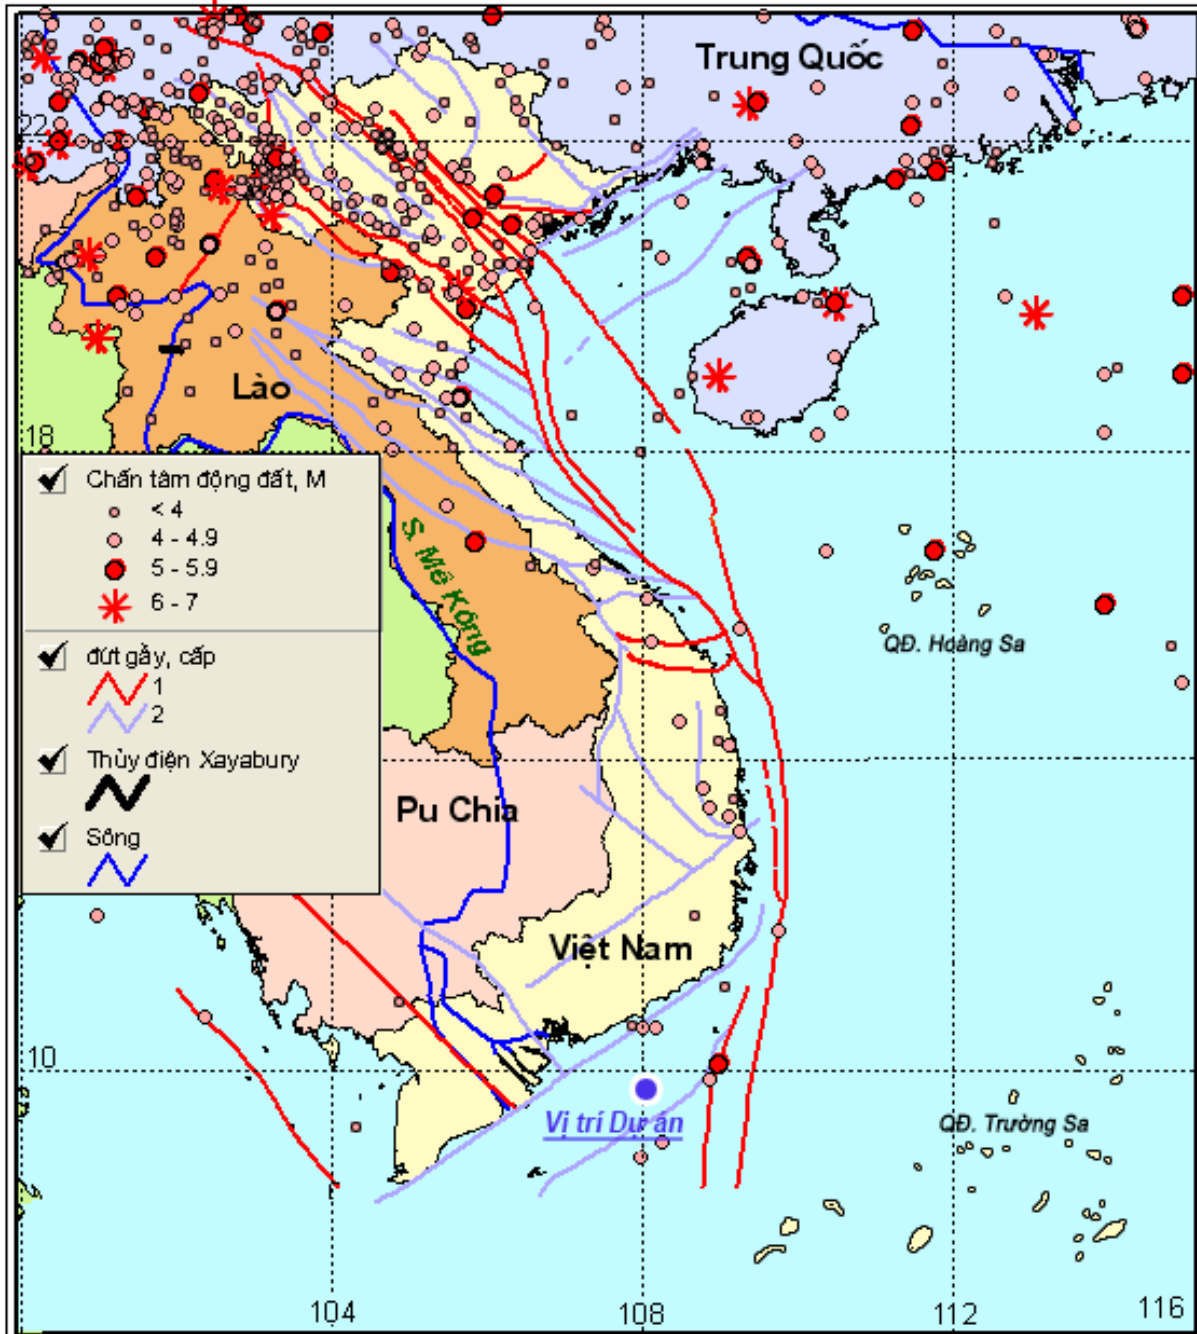 Trung Quốc
22
Lào
18
Chấn tâm động đất, M
< 4
4 - 4.9
5 - 5.9
6 - 7
đứt gẫy, cấp
1
2
Thủy điện Xayabury
Sông
S. Mê Kông
QĐ. Hoàng Sa
Pu Chia
Việt Nam
10
Vị trí Dự án
QĐ. Trường Sa
104
108
112
116